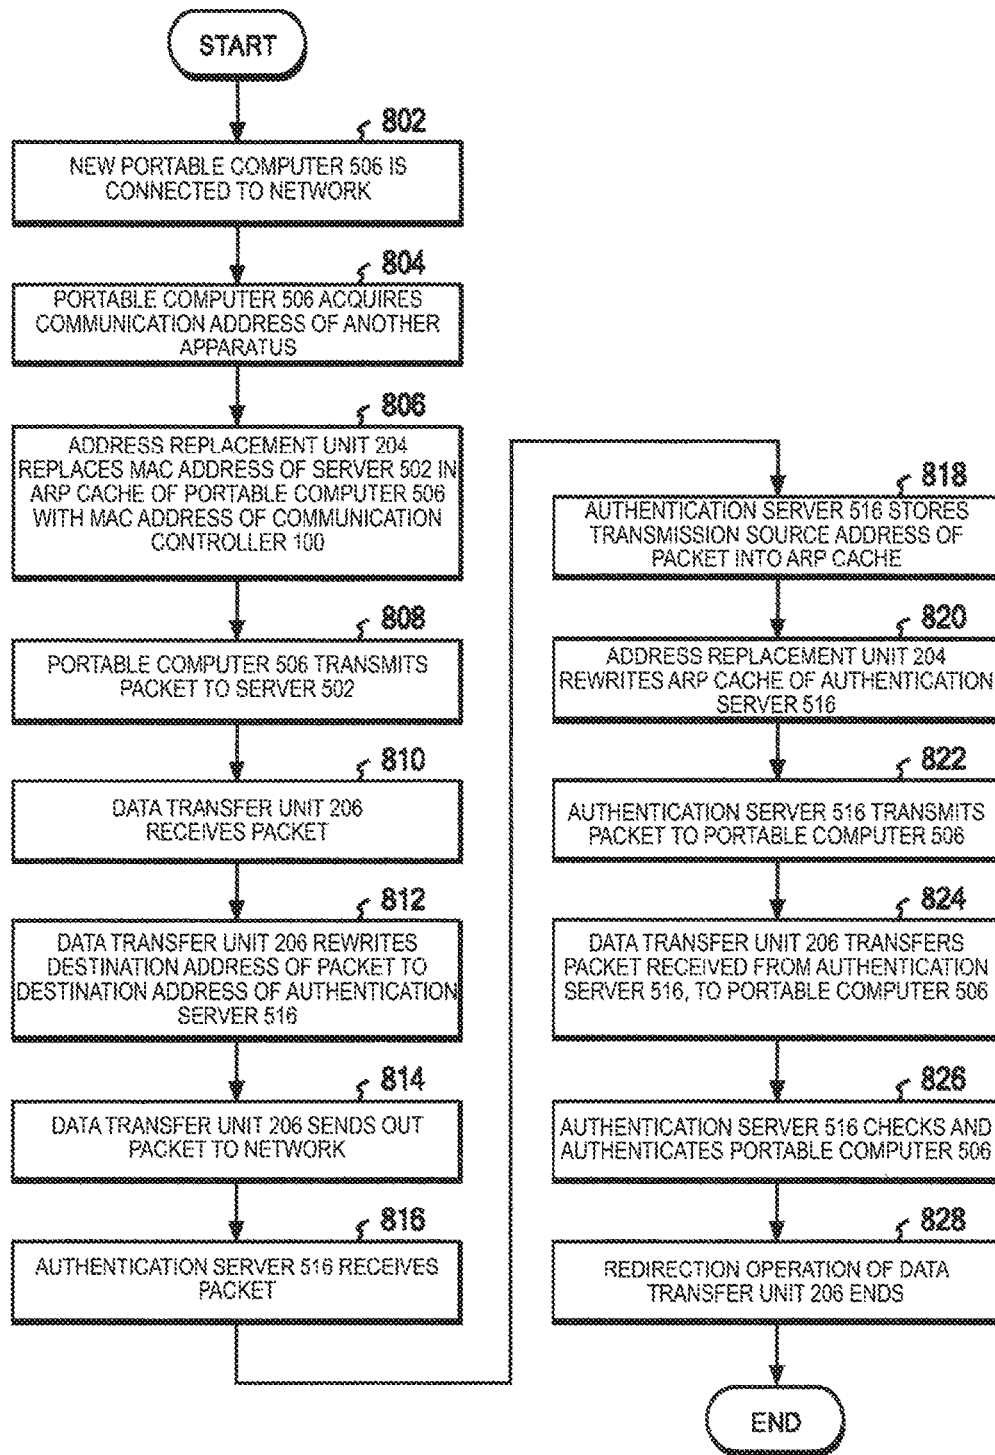 START
802
NEW PORTABLE COMPUTER 506 IS
CONNECTED TO NETWORK
804
PORTABLE COMPUTER 506 ACQUIRES
COMMUNICATION ADDRESS OF ANOTHER
APPARATUS
806
ADDRESS REPLACEMENT UNIT 204
REPLACES MAC ADDRESS OF SERVER 502 IN
ARP CACHE OF PORTABLE COMPUTER 506
WITH MAC ADDRESS OF COMMUNICATION
CONTROLLER 100
808
PORTABLE COMPUTER 506 TRANSMITS
PACKET TO SERVER 502
810
DATA TRANSFER UNIT 206
RECEIVES PACKET
812
DATA TRANSFER UNIT 206 REWRITES
DESTINATION ADDRESS OF PACKET TO
DESTINATION ADDRESS OF AUTHENTICATION
SERVER 516
814
DATA TRANSFER UNIT 206 SENDS OUT
PACKET TO NETWORK
816
AUTHENTICATION SERVER 516 RECEIVES
PACKET
818
AUTHENTICATION SERVER 516 STORES
TRANSMISSION SOURCE ADDRESS OF
PACKET INTO ARP CACHE
820
ADDRESS REPLACEMENT UNIT 204
REWRITES ARP CACHE OF AUTHENTICATION
SERVER 516
822
AUTHENTICATION SERVER 516 TRANSMITS
PACKET TO PORTABLE COMPUTER 506
824
DATA TRANSFER UNIT 206 TRANSFERS
PACKET RECEIVED FROM AUTHENTICATION
SERVER 516, TO PORTABLE COMPUTER 506
826
AUTHENTICATION SERVER 516 CHECKS AND
AUTHENTICATES PORTABLE COMPUTER 506
828
REDIRECTION OPERATION OF DATA
TRANSFER UNIT 206 ENDS
END